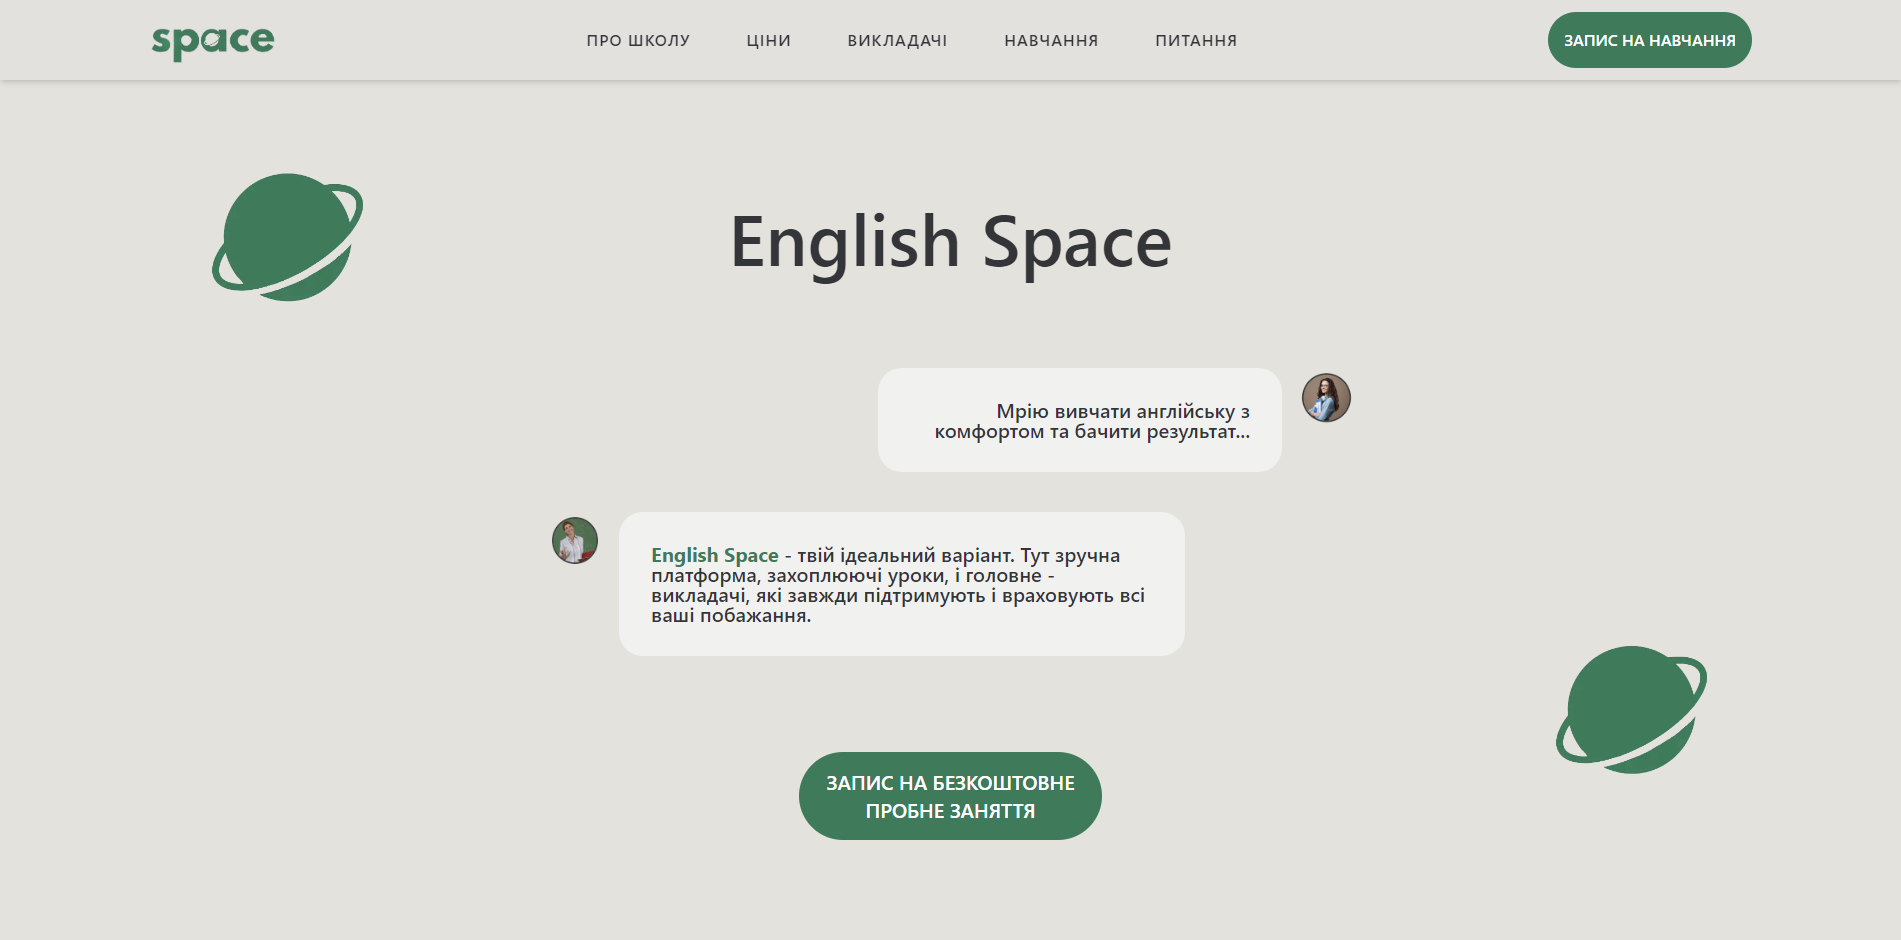 space
ПРО ШКОЛУ
ЦІНИ
ВИКЛАДАЧІ
НАВЧАННЯ
ПИТАННЯ
ЗАПИС НА НАВЧАННЯ
English Space
Мрію вивчати англійську з
комфортом та бачити результат...
English Space - твій ідеальний варіант. Тут зручна
платформа, захоплюючі уроки, і головне -
викладачі, які завжди підтримують і враховують всі
ваші побажання.
ЗАПИС НА БЕЗКОШТОВНЕ
ПРОБНЕ ЗАНЯТТЯ